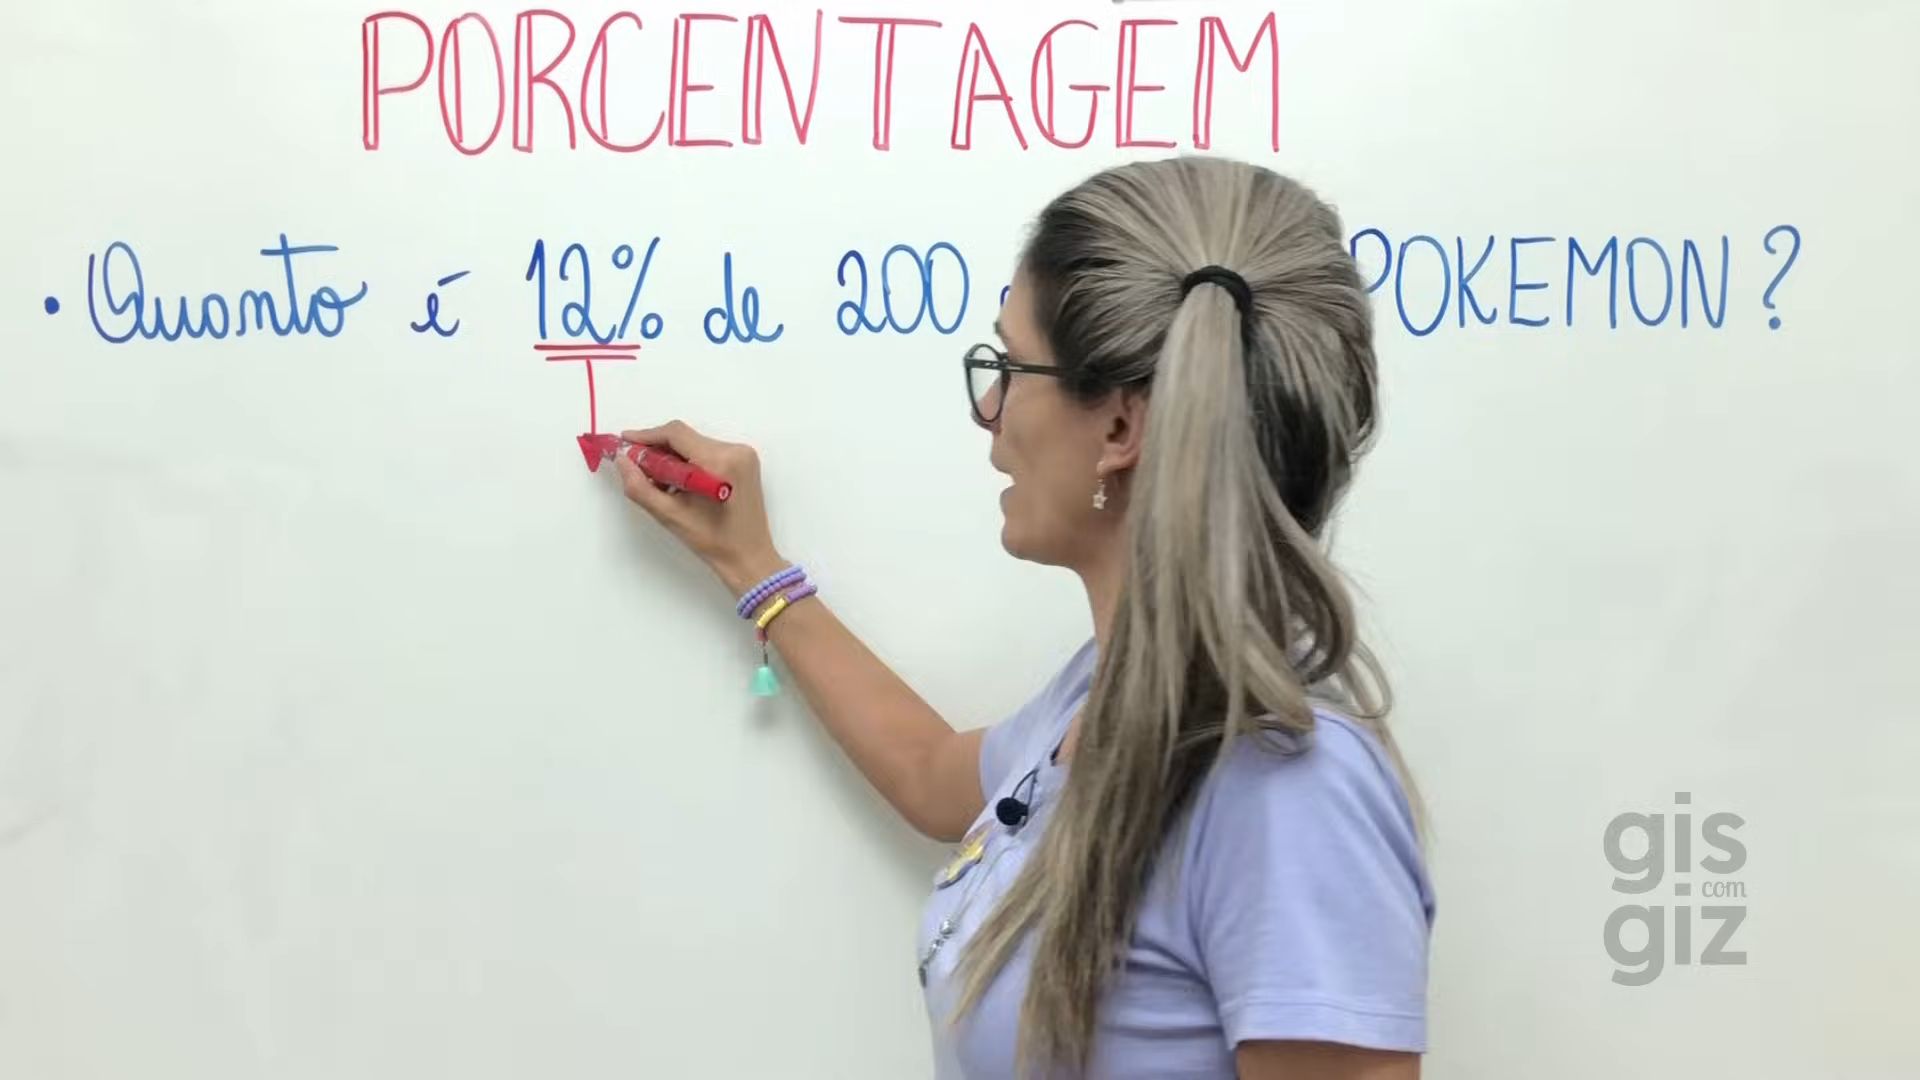 PORCENTAGEM
• Quanto é 12% de 200 POKEMON?
gis
com
giz